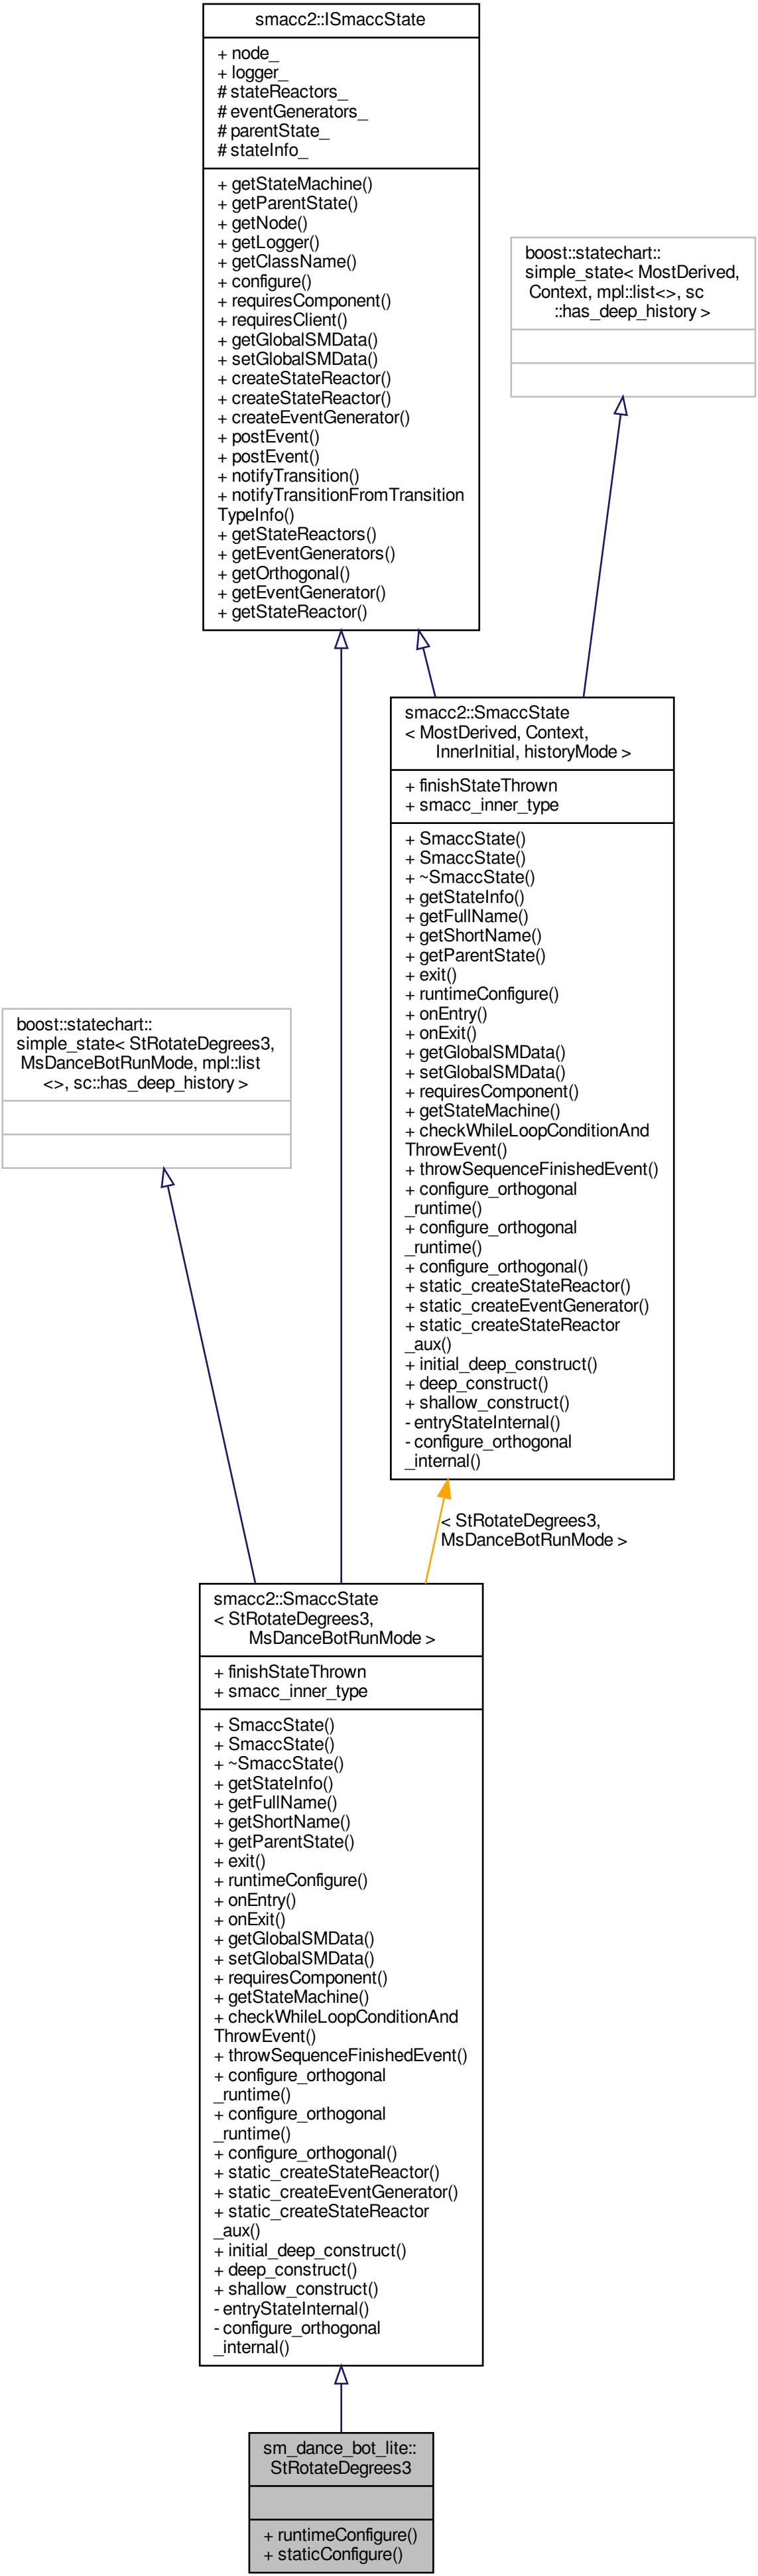 smacc2::ISmaccState
+ node_
+ logger_
# stateReactors_
# eventGenerators_
# parentState_
# stateInfo_
+ getStateMachine()
+ getParentState()
+ getNode()
+ getLogger()
+ getClassName()
+ configure()
+ requiresComponent()
+ requiresClient()
+ getGlobalSMData()
+ setGlobalSMData()
+ createStateReactor()
+ createStateReactor()
+ createEventGenerator()
+ postEvent()
+ postEvent()
+ notifyTransition()
+ notifyTransitionFromTransition
TypeInfo()
+ getStateReactors()
+ getEventGenerators()
+ getOrthogonal()
+ getEventGenerator()
+ getStateReactor()
boost::statechart::
simple_state< MostDerived,
Context, mpl::list<>, sc
::has_deep_history >
smacc2::SmaccState
< MostDerived, Context,
InnerInitial, historyMode >
+ finishStateThrown
+ smacc_inner_type
+ SmaccState()
+ SmaccState()
+ ~SmaccState()
+ getStateInfo()
+ getFullName()
+ getShortName()
+ getParentState()
+ exit()
+ runtimeConfigure()
+ onEntry()
+ onExit()
+ getGlobalSMData()
+ setGlobalSMData()
+ requiresComponent()
+ getStateMachine()
+ checkWhileLoopConditionAnd
ThrowEvent()
+ throwSequenceFinishedEvent()
+ configure_orthogonal
_runtime()
+ configure_orthogonal
_runtime()
+ configure_orthogonal()
+ static_createStateReactor()
+ static_createEventGenerator()
+ static_createStateReactor
_aux()
+ initial_deep_construct()
+ deep_construct()
+ shallow_construct()
- entryStateInternal()
- configure_orthogonal
_internal()
boost::statechart::
simple_state< StRotateDegrees3,
MsDanceBotRunMode, mpl::list
<>, sc::has_deep_history >
< StRotateDegrees3,
MsDanceBotRunMode >
smacc2::SmaccState
< StRotateDegrees3,
MsDanceBotRunMode >
+ finishStateThrown
+ smacc_inner_type
+ SmaccState()
+ SmaccState()
+ ~SmaccState()
+ getStateInfo()
+ getFullName()
+ getShortName()
+ getParentState()
+ exit()
+ runtimeConfigure()
+ onEntry()
+ onExit()
+ getGlobalSMData()
+ setGlobalSMData()
+ requiresComponent()
+ getStateMachine()
+ checkWhileLoopConditionAnd
ThrowEvent()
+ throwSequenceFinishedEvent()
+ configure_orthogonal
_runtime()
+ configure_orthogonal
_runtime()
+ configure_orthogonal()
+ static_createStateReactor()
+ static_createEventGenerator()
+ static_createStateReactor
_aux()
+ initial_deep_construct()
+ deep_construct()
+ shallow_construct()
- entryStateInternal()
- configure_orthogonal
_internal()
sm_dance_bot_lite::
StRotateDegrees3
+ runtimeConfigure()
+ staticConfigure()